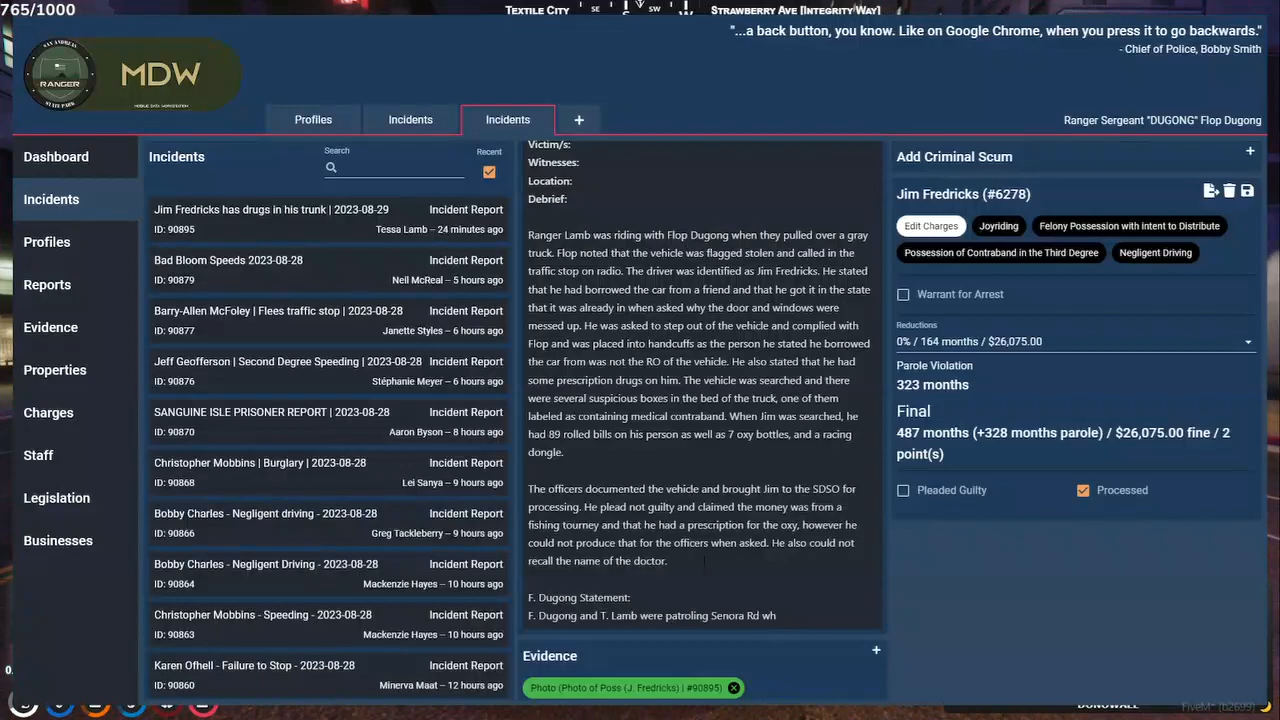 765/1000
TEXTILE CITY
SE
SW
STRAWBERRY AVE [INTEGRITY WAY]
"...a back button, you know. Like on Google Chrome, when you press it to go backwards."
- Chief of Police, Bobby Smith
SAN ANDREAS
RANGER
STATE PARK
MDW
MOBILE DATA WORKSTATION
Profiles
Incidents
Incidents
+
Ranger Sergeant "DUGONG" Flop Dugong
Dashboard
Incidents
Profiles
Reports
Evidence
Properties
Charges
Staff
Legislation
Businesses
Incidents
Search
Recent
Jim Fredricks has drugs in his trunk | 2023-08-29
Incident Report
ID: 90895
Tessa Lamb – 24 minutes ago
Bad Bloom Speeds 2023-08-28
Incident Report
ID: 90879
Neil McReal – 5 hours ago
Barry-Allen McFoley | Flees traffic stop | 2023-08-28
Incident Report
ID: 90877
Janette Styles – 6 hours ago
Jeff Geofferson | Second Degree Speeding | 2023-08-28
Incident Report
ID: 90876
Stéphanie Meyer – 6 hours ago
SANGUINE ISLE PRISONER REPORT | 2023-08-28
Incident Report
ID: 90870
Aaron Byson – 8 hours ago
Christopher Mobbins | Burglary | 2023-08-28
Incident Report
ID: 90868
Lei Sanya – 9 hours ago
Bobby Charles - Negligent driving - 2023-08-28
Incident Report
ID: 90866
Greg Tackleberry – 9 hours ago
Bobby Charles - Negligent Driving - 2023-08-28
Incident Report
ID: 90864
Mackenzie Hayes – 10 hours ago
Christopher Mobbins - Speeding - 2023-08-28
Incident Report
ID: 90863
Mackenzie Hayes – 10 hours ago
Karen Ofhell - Failure to Stop - 2023-08-28
Incident Report
ID: 90860
Minerva Maat – 12 hours ago
Victim/s:
Witnesses:
Location:
Debrief:
Ranger Lamb was riding with Flop Dugong when they pulled over a gray
truck. Flop noted that the vehicle was flagged stolen and called in the
traffic stop on radio. The driver was identified as Jim Fredricks. He stated
that he had borrowed the car from a friend and that he got it in the state
that it was already in when asked why the door and windows were
messed up. He was asked to step out of the vehicle and complied with
Flop and was placed into handcuffs as the person he stated he borrowed
the car from was not the RO of the vehicle. He also stated that he had
some prescription drugs on him. The vehicle was searched and there
were several suspicious boxes in the bed of the truck, one of them
labeled as containing medical contraband. When Jim was searched, he
had 89 rolled bills on his person as well as 7 oxy bottles, and a racing
dongle.
The officers documented the vehicle and brought Jim to the SDSO for
processing. He plead not guilty and claimed the money was from a
fishing tourney and that he had a prescription for the oxy, however he
could not produce that for the officers when asked. He also could not
recall the name of the doctor.
F. Dugong Statement:
F. Dugong and T. Lamb were patroling Senora Rd wh
Evidence
+
Photo (Photo of Poss (J. Fredricks) | #90895)
Add Criminal Scum
+
Jim Fredricks (#6278)
Edit Charges
Joyriding
Felony Possession with Intent to Distribute
Possession of Contraband in the Third Degree
Negligent Driving
Warrant for Arrest
Reductions
0% / 164 months / $26,075.00
Parole Violation
323 months
Final
487 months (+328 months parole) / $26,075.00 fine / 2
point(s)
Pleaded Guilty
Processed
FiveM® (b2699)